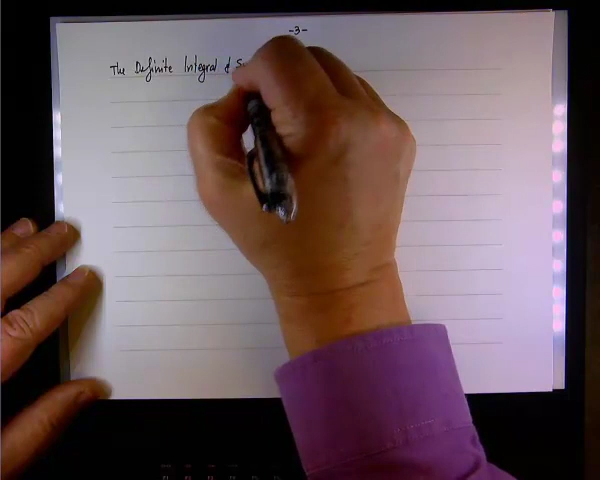 -3-
The Definite Integral &